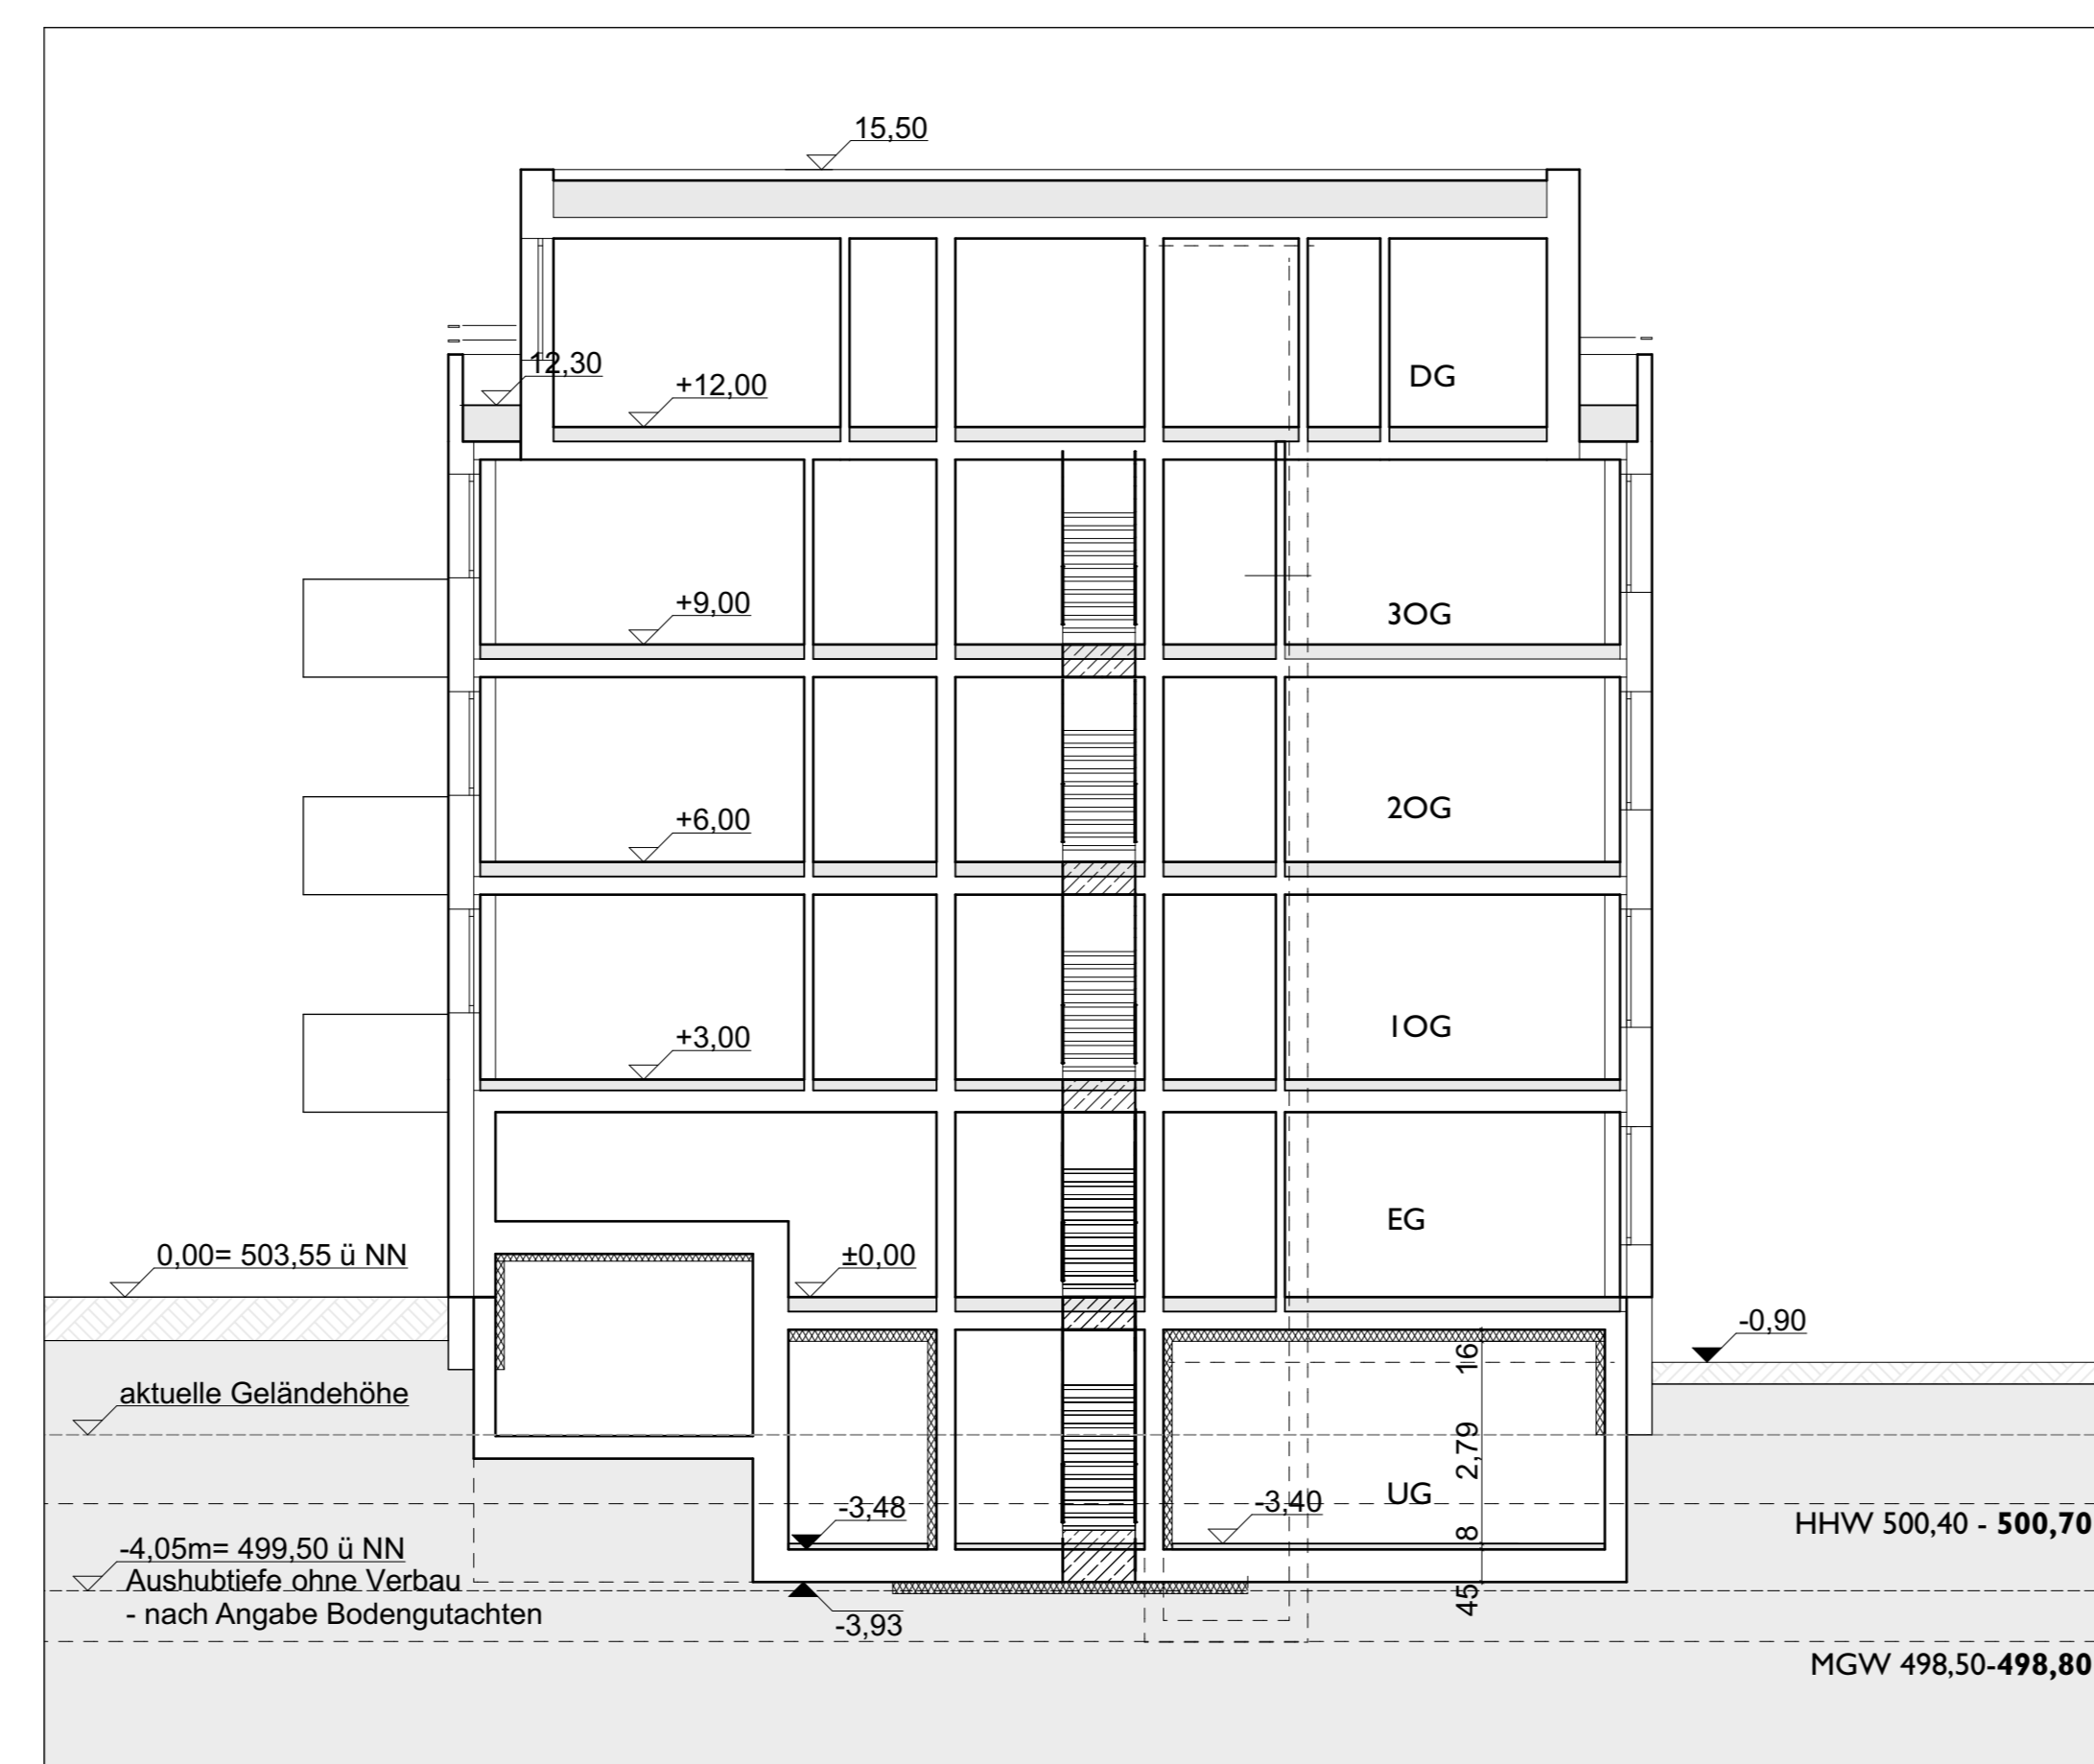 15,50
12,30
+12,00
DG
+9,00
3OG
+6,00
2OG
+3,00
1OG
EG
0,00= 503,55 ü NN
±0,00
-0,90
16
aktuelle Geländehöhe
2,79
-3,48
-3,40
UG
HHW 500,40 - 500,70
8
-4,05m= 499,50 ü NN
Aushubtiefe ohne Verbau
- nach Angabe Bodengutachten
45
-3,93
MGW 498,50-498,80